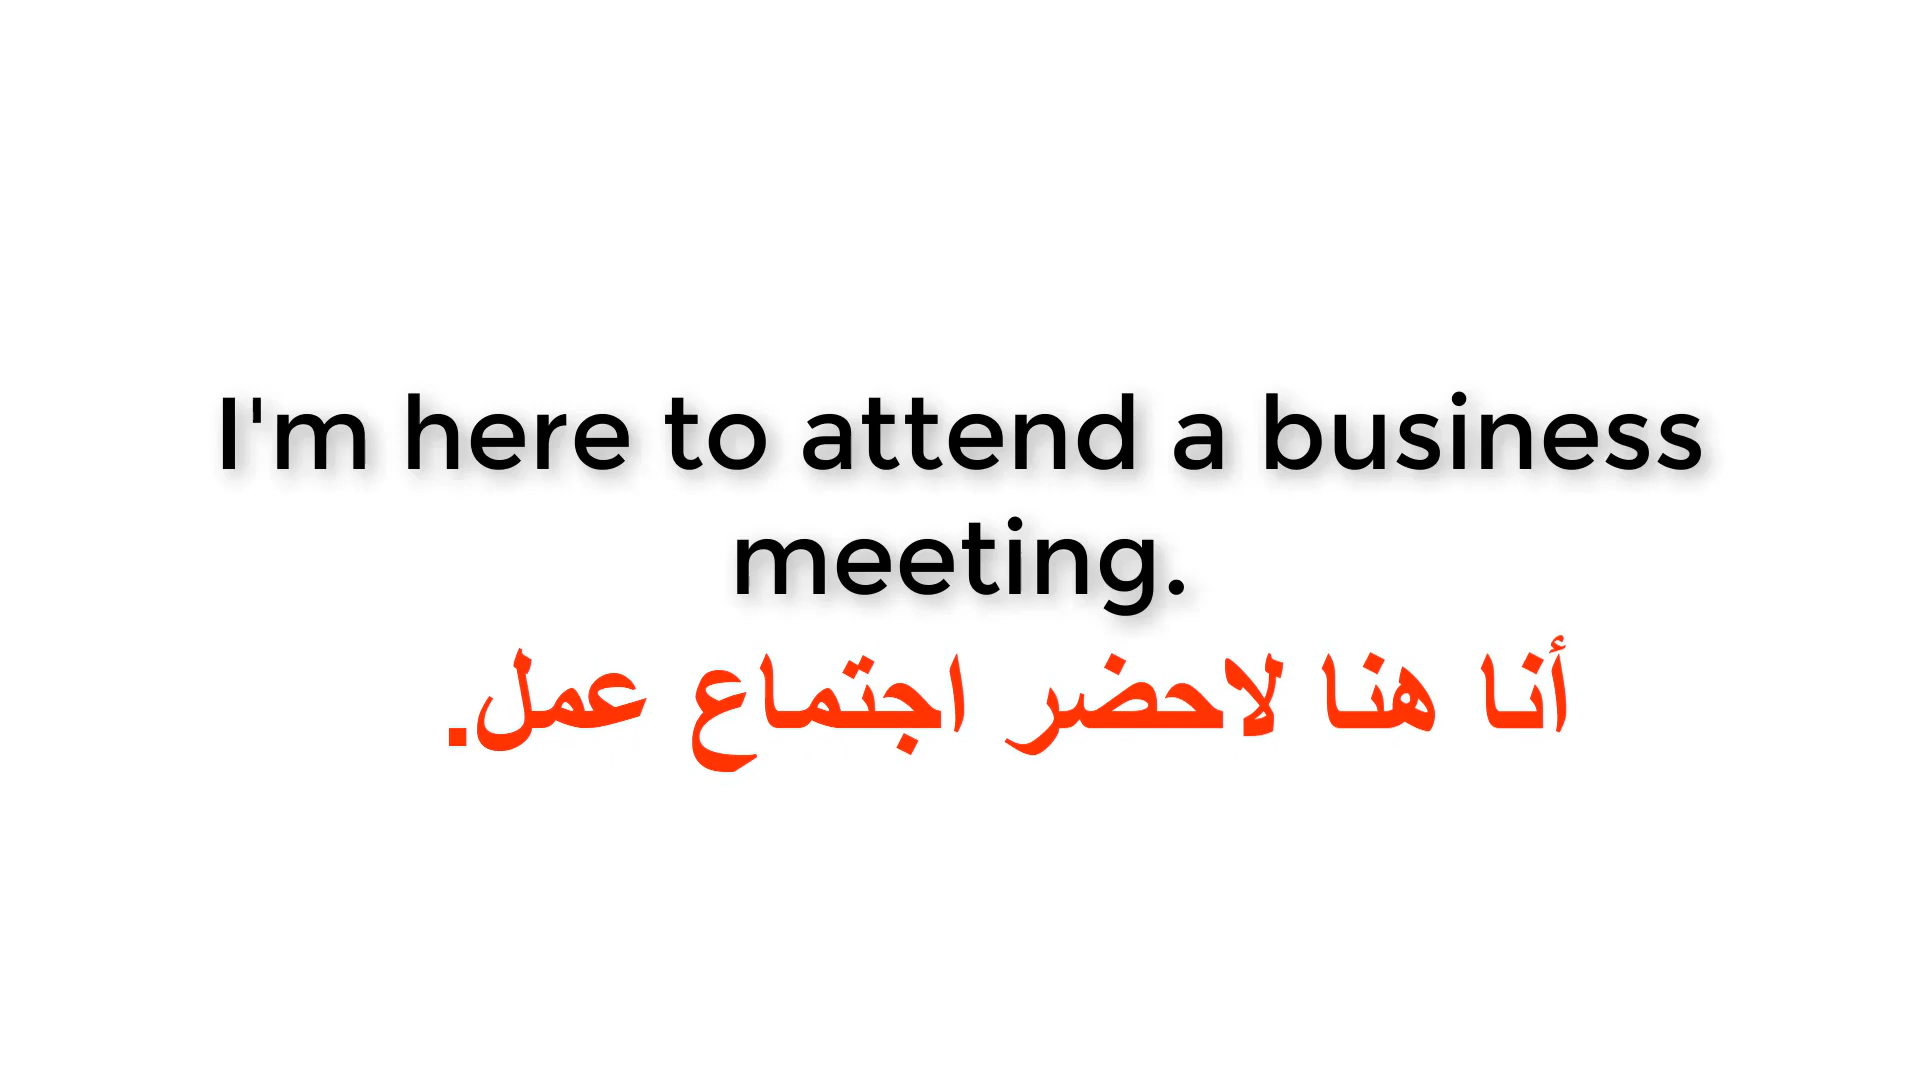 I'm here to attend a business
meeting.
أنا هنا لاحضر اجتماع عمل.